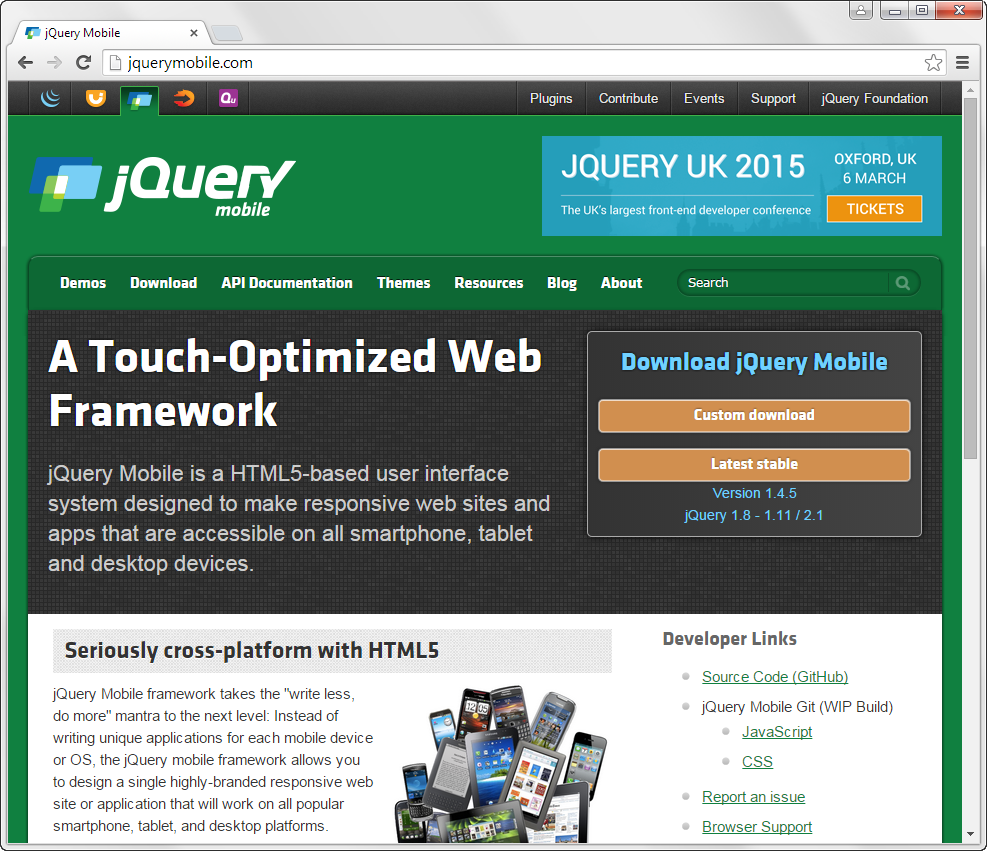 jQuery Mobile
jquerymobile.com
Plugins
Contribute
Events
Support
jQuery Foundation
jQuery
mobile
JQUERY UK 2015
The UK's largest front-end developer conference
OXFORD, UK
6 MARCH
TICKETS
Demos
Download
API Documentation
Themes
Resources
Blog
About
Search
A Touch-Optimized Web
Framework
jQuery Mobile is a HTML5-based user interface
system designed to make responsive web sites and
apps that are accessible on all smartphone, tablet
and desktop devices.
Download jQuery Mobile
Custom download
Latest stable
Version 1.4.5
jQuery 1.8 - 1.11 / 2.1
Seriously cross-platform with HTML5
jQuery Mobile framework takes the "write less,
do more" mantra to the next level: Instead of
writing unique applications for each mobile device
or OS, the jQuery mobile framework allows you
to design a single highly-branded responsive web
site or application that will work on all popular
smartphone, tablet, and desktop platforms.
Developer Links
Source Code (GitHub)
jQuery Mobile Git (WIP Build)
JavaScript
CSS
Report an issue
Browser Support